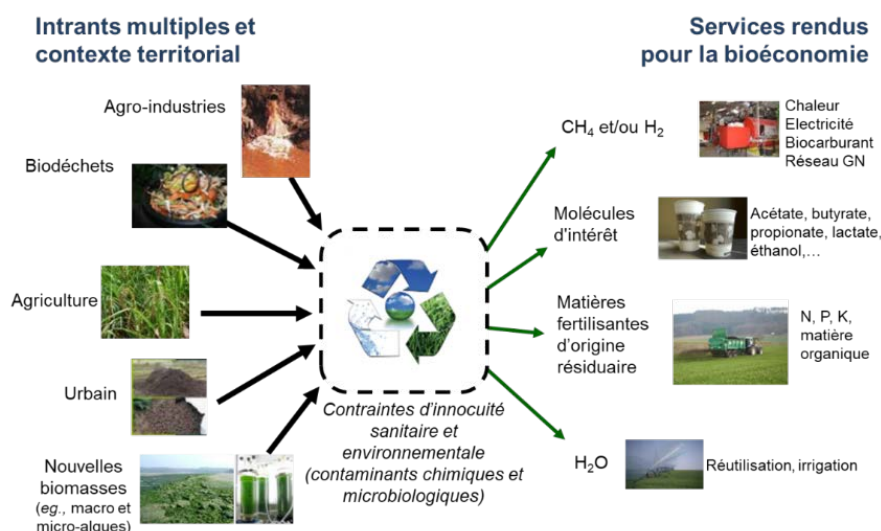 Intrants multiples et
contexte territorial
Agro-industries
Biodéchets
Agriculture
Urbain
Nouvelles
biomasses
(eg., macro et
micro-algues)
Contraintes d'innocuité
sanitaire et
environnementale
(contaminants chimiques et
microbiologiques)
Services rendus
pour la bioéconomie
CH₄ et/ou H₂
Chaleur
Electricité
Biocarburant
Réseau GN
Molécules
d'intérêt
Acétate, butyrate,
propionate, lactate,
éthanol,…
Matières
fertilisantes
d'origine
résiduaire
N, P, K,
matière
organique
H₂O
Réutilisation, irrigation